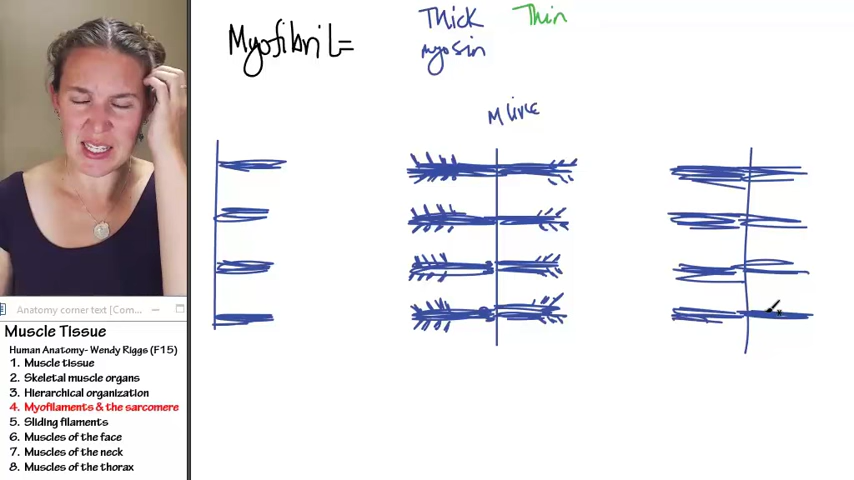 Myofibril=
Thick Thin
myosin
M line
Anatomy corner text [Com...
Muscle Tissue
Human Anatomy- Wendy Riggs (F15)
1. Muscle tissue
2. Skeletal muscle organs
3. Hierarchical organization
4. Myofilaments & the sarcomere
5. Sliding filaments
6. Muscles of the face
7. Muscles of the neck
8. Muscles of the thorax